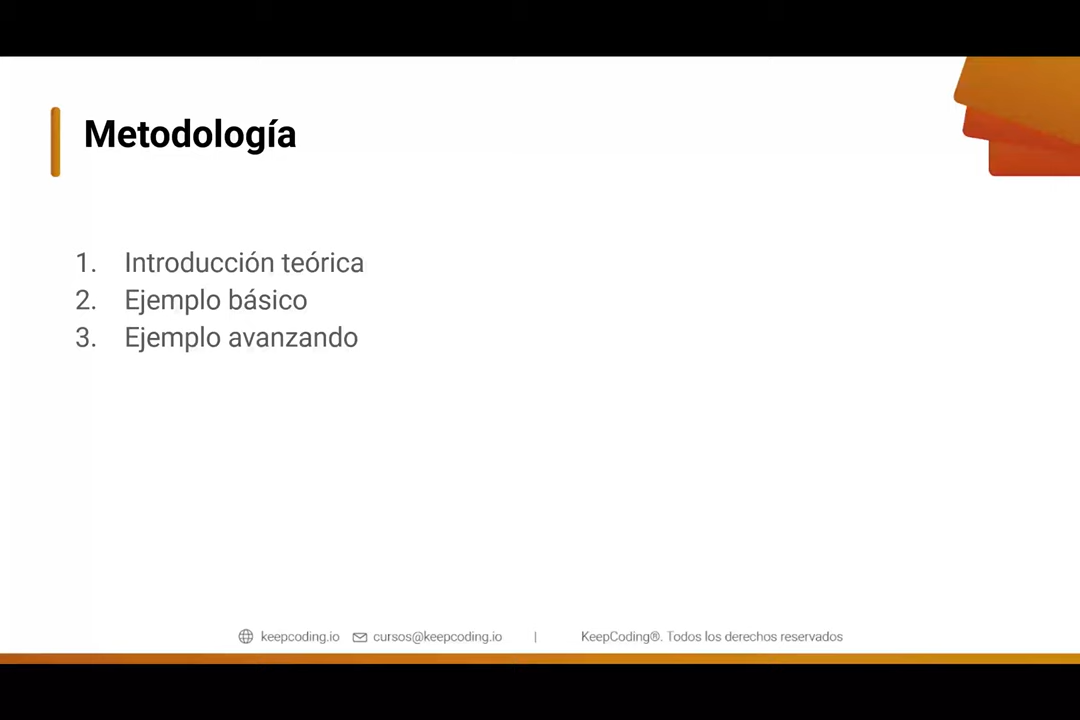 Metodología
1. Introducción teórica
2. Ejemplo básico
3. Ejemplo avanzando
keepcoding.io cursos@keepcoding.io | KeepCoding®. Todos los derechos reservados